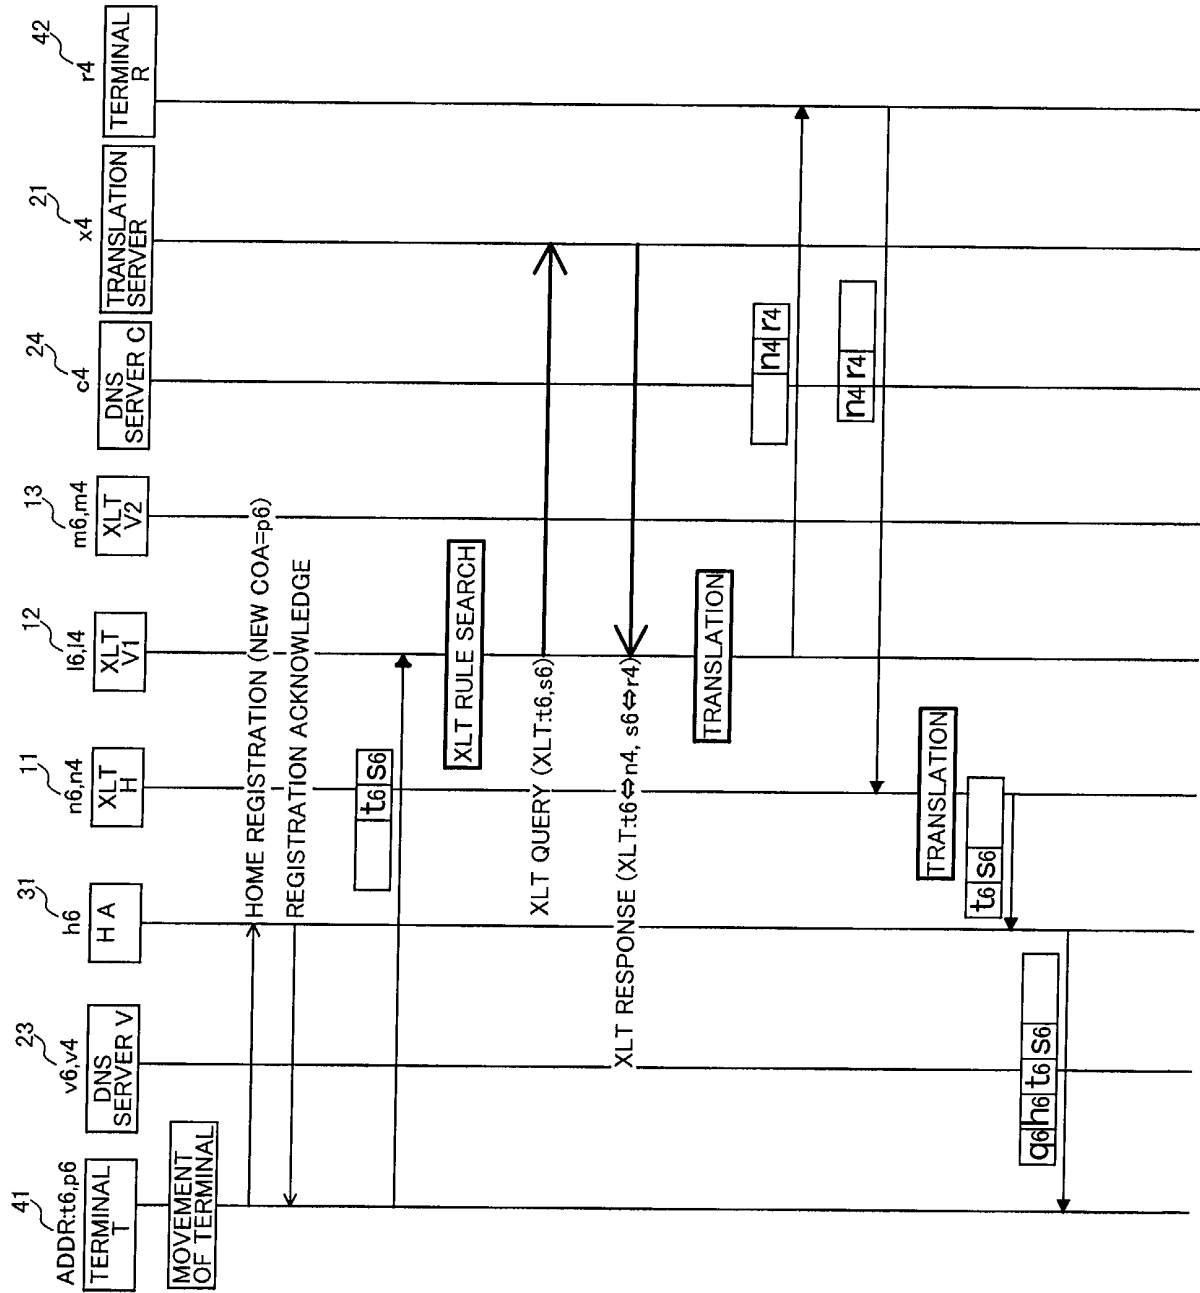 41
ADDR:t6,p6
TERMINAL
T
23
v6,v4
DNS
SERVER V
31
h6
H A
11
n6,n4
XLT
H
12
l6,l4
XLT
V1
13
m6,m4
XLT
V2
24
c4
DNS
SERVER C
21
x4
TRANSLATION
SERVER
42
r4
TERMINAL
R
MOVEMENT
OF TERMINAL
HOME REGISTRATION (NEW COA=p6)
REGISTRATION ACKNOWLEDGE
t6 s6
XLT RULE SEARCH
XLT QUERY (XLT:t6,s6)
XLT RESPONSE (XLT:t6⇔n4, s6⇔r4)
TRANSLATION
n4 r4
n4 r4
TRANSLATION
t6 s6
q6 h6 t6 s6